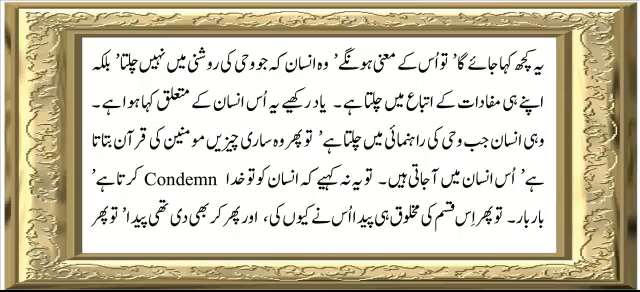 یہ کچھ کہا جائے گا‘ تو اُس کے معنی ہونگے‘ وہ انسان کہ جو وحی کی روشنی میں نہیں چلتا‘ بلکہ
اپنے ہی مفادات کے اتباع میں چلتا ہے۔ یاد رکھیے یہ اُس انسان کے متعلق کہا ہوا ہے۔
وہی انسان جب وحی کی راہنمائی میں چلتا ہے‘ تو پھر وہ ساری چیزیں مومنین کی قرآن بتاتا
ہے‘ اُس انسان میں آجاتی ہیں۔ تو یہ نہ کہیے کہ انسان کو تو خدا Condemn کرتا ہے‘
بار بار۔ تو پھر اِس قسم کی مخلوق ہی پیدا اُس نے کیوں کی، اور پھر کر بھی دی تھی پیدا‘ تو پھر